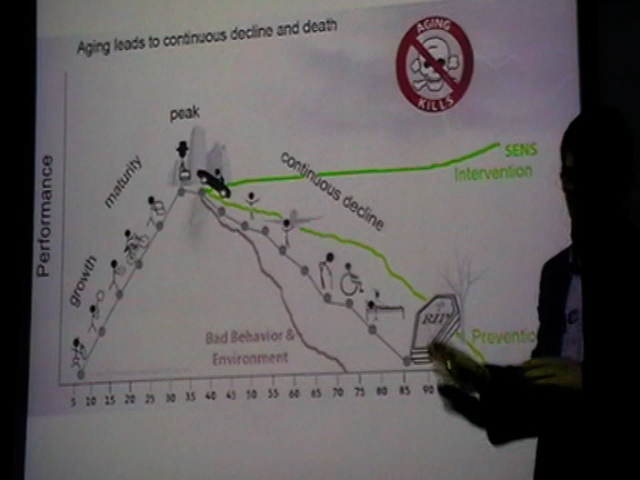 Aging leads to continuous decline and death
AGING
KILLS
peak
SENS
Intervention
continuous decline
maturity
growth
Performance
RIP
Preventio
Bad Behavior &
Environment
5 10 15 20 25 30 35 40 45 50 55 60 65 70 75 80 85 90